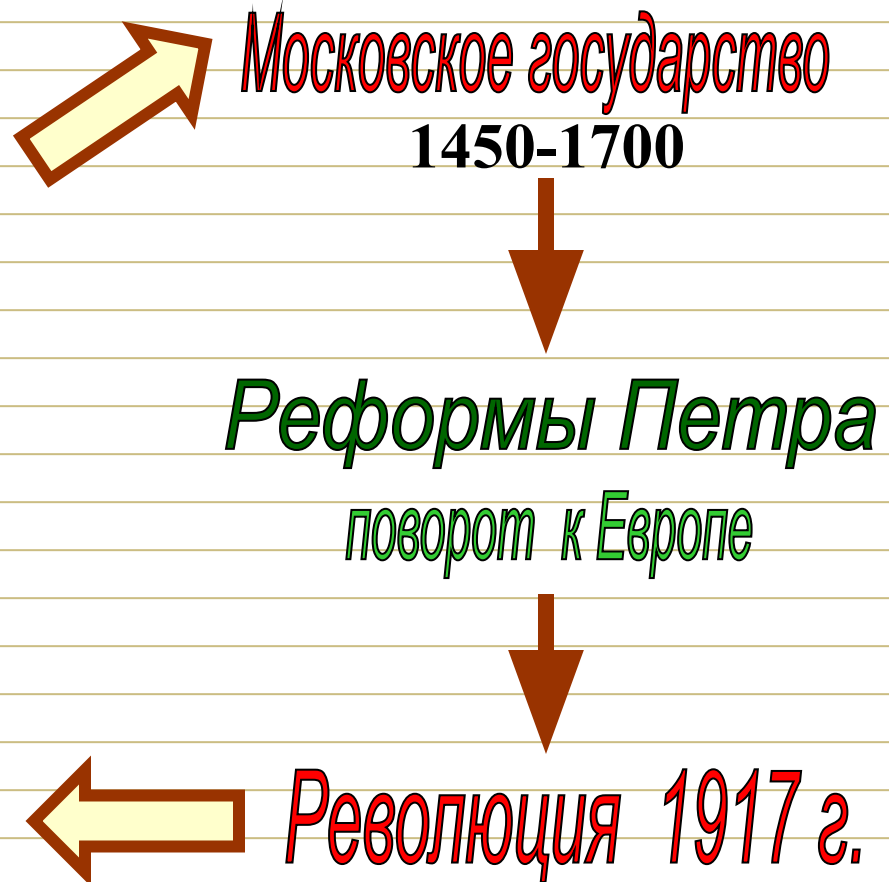 Московское государство
1450-1700
Реформы Петра
поворот к Европе
Революция 1917 г.